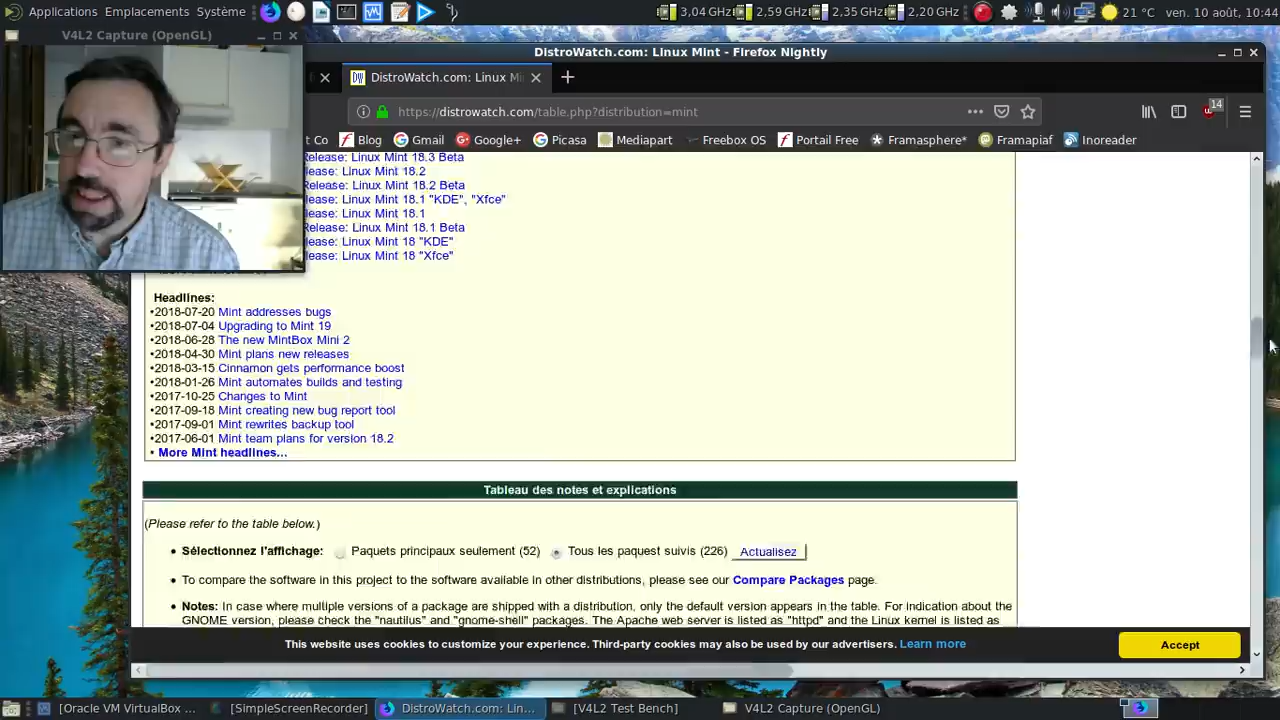 Applications Emplacements Système 3,04 GHz 2,59 GHz 2,35 GHz 2,20 GHz 21 °C ven. 10 août, 10:44
V4L2 Capture (OpenGL)
DistroWatch.com: Linux Mint - Firefox Nightly
DistroWatch.com: Linux Mi
https://distrowatch.com/table.php?distribution=mint 14
t Co Blog Gmail Google+ Picasa Mediapart Freebox OS Portail Free Framasphere* Framapiaf Inoreader
Release: Linux Mint 18.3 Beta
lease: Linux Mint 18.2
Release: Linux Mint 18.2 Beta
lease: Linux Mint 18.1 "KDE", "Xfce"
lease: Linux Mint 18.1
Release: Linux Mint 18.1 Beta
lease: Linux Mint 18 "KDE"
lease: Linux Mint 18 "Xfce"
Headlines:
•2018-07-20 Mint addresses bugs
•2018-07-04 Upgrading to Mint 19
•2018-06-28 The new MintBox Mini 2
•2018-04-30 Mint plans new releases
•2018-03-15 Cinnamon gets performance boost
•2018-01-26 Mint automates builds and testing
•2017-10-25 Changes to Mint
•2017-09-18 Mint creating new bug report tool
•2017-09-01 Mint rewrites backup tool
•2017-06-01 Mint team plans for version 18.2
• More Mint headlines...
Tableau des notes et explications
(Please refer to the table below.)
• Sélectionnez l'affichage: Paquets principaux seulement (52) Tous les paquest suivis (226) Actualisez
• To compare the software in this project to the software available in other distributions, please see our Compare Packages page.
• Notes: In case where multiple versions of a package are shipped with a distribution, only the default version appears in the table. For indication about the
GNOME version, please check the "nautilus" and "gnome-shell" packages. The Apache web server is listed as "httpd" and the Linux kernel is listed as
This website uses cookies to customize your experience. Third-party cookies may also be used by our advertisers. Learn more Accept
[Oracle VM VirtualBox ... [SimpleScreenRecorder] DistroWatch.com: Lin... [V4L2 Test Bench] V4L2 Capture (OpenGL)